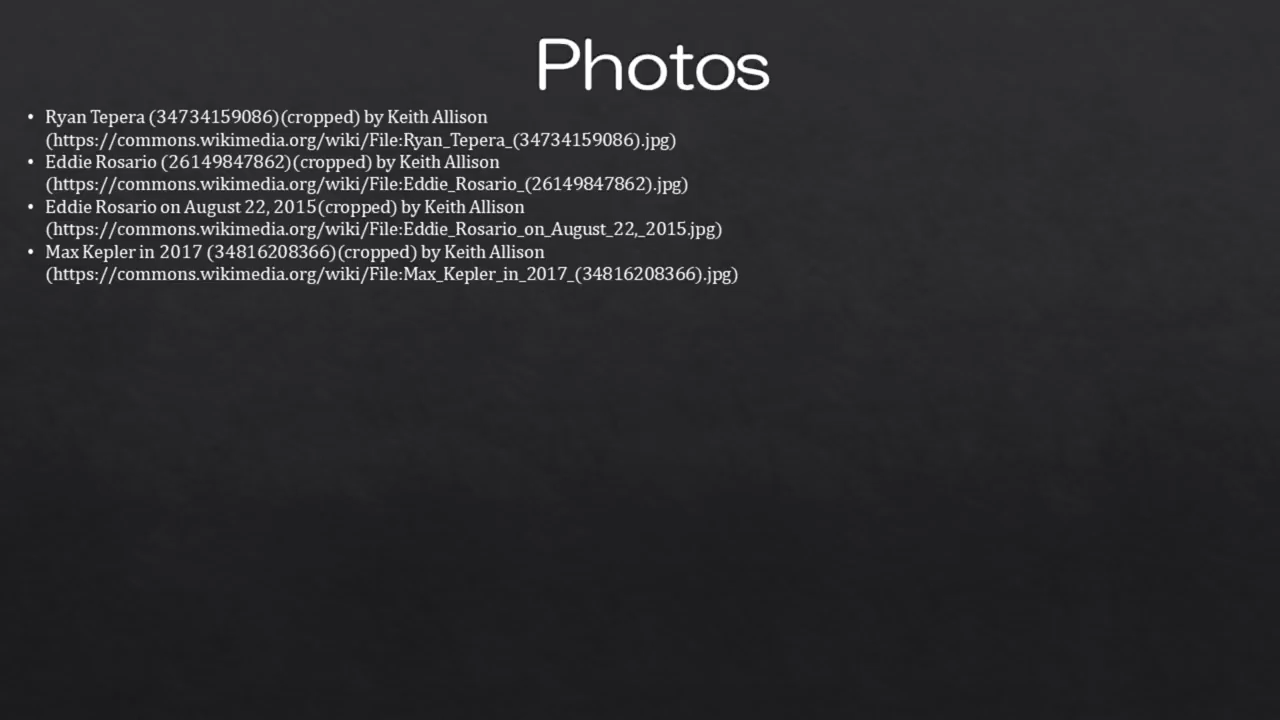 Photos
• Ryan Tepera (34734159086)(cropped) by Keith Allison
(https://commons.wikimedia.org/wiki/File:Ryan_Tepera_(34734159086).jpg)
• Eddie Rosario (26149847862)(cropped) by Keith Allison
(https://commons.wikimedia.org/wiki/File:Eddie_Rosario_(26149847862).jpg)
• Eddie Rosario on August 22, 2015(cropped) by Keith Allison
(https://commons.wikimedia.org/wiki/File:Eddie_Rosario_on_August_22,_2015.jpg)
• Max Kepler in 2017 (34816208366)(cropped) by Keith Allison
(https://commons.wikimedia.org/wiki/File:Max_Kepler_in_2017_(34816208366).jpg)